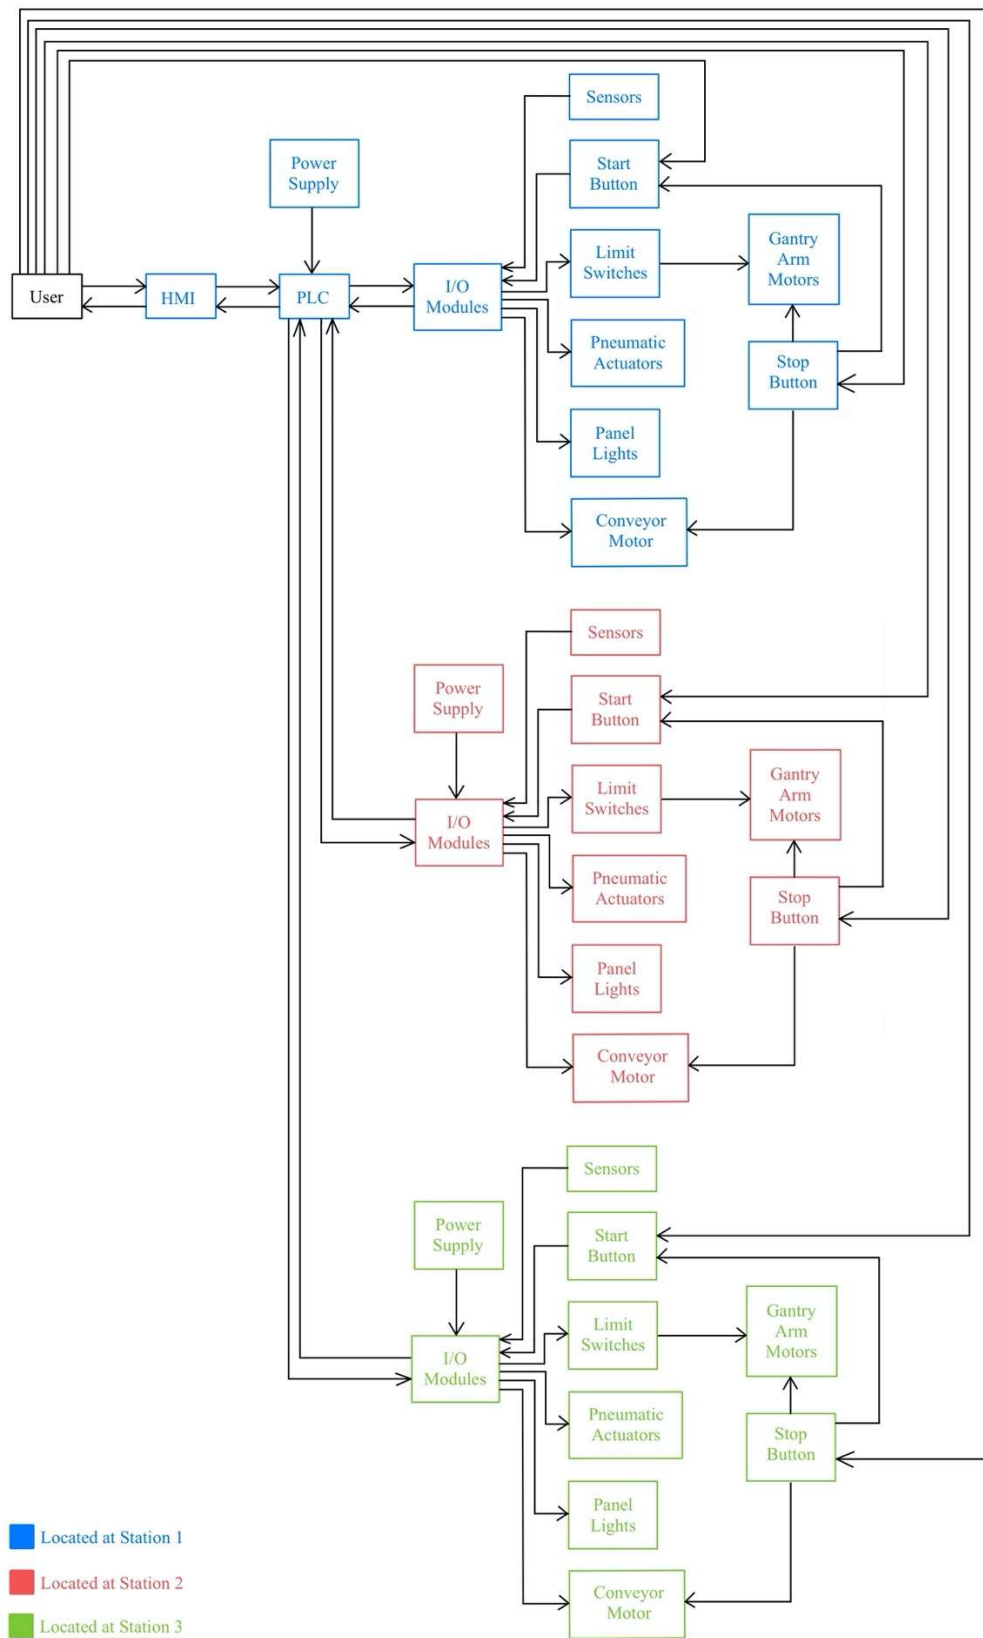 Sensors
Power
Supply
Start
Button
User
HMI
PLC
I/O
Modules
Limit
Switches
Gantry
Arm
Motors
Pneumatic
Actuators
Stop
Button
Panel
Lights
Conveyor
Motor
Sensors
Power
Supply
Start
Button
I/O
Modules
Limit
Switches
Gantry
Arm
Motors
Pneumatic
Actuators
Stop
Button
Panel
Lights
Conveyor
Motor
Sensors
Power
Supply
Start
Button
I/O
Modules
Limit
Switches
Gantry
Arm
Motors
Pneumatic
Actuators
Stop
Button
Panel
Lights
Conveyor
Motor
Located at Station 1
Located at Station 2
Located at Station 3